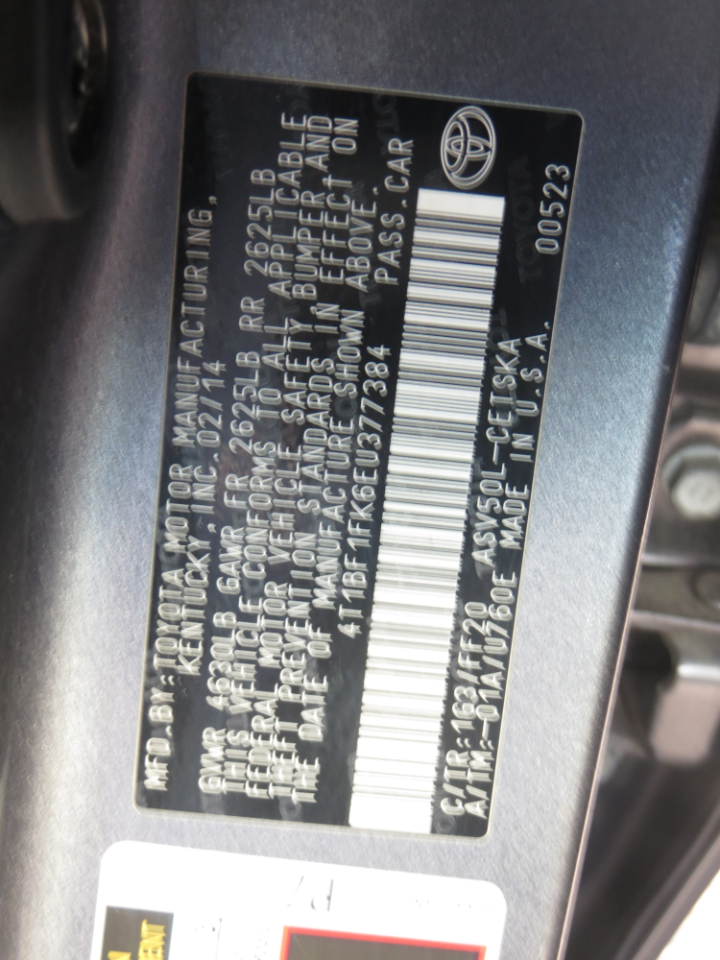 MFD.BY:TOYOTA MOTOR MANUFACTURING,
KENTUCKY,INC. 02/14
GVWR 4630LB GAWR FR 2625LB RR 2625LB
THIS VEHICLE CONFORMS TO ALL APPLICABLE
FEDERAL MOTOR VEHICLE SAFETY,BUMPER,AND
THEFT PREVENTION STANDARDS IN EFFECT ON
THE DATE OF MANUFACTURE SHOWN ABOVE.
4T1BF1FK6EU377384 PASS.CAR
C/TR:163/FF20 ASV50L-CETSKA 00523
A/TM:-01A/U760E MADE IN U.S.A.